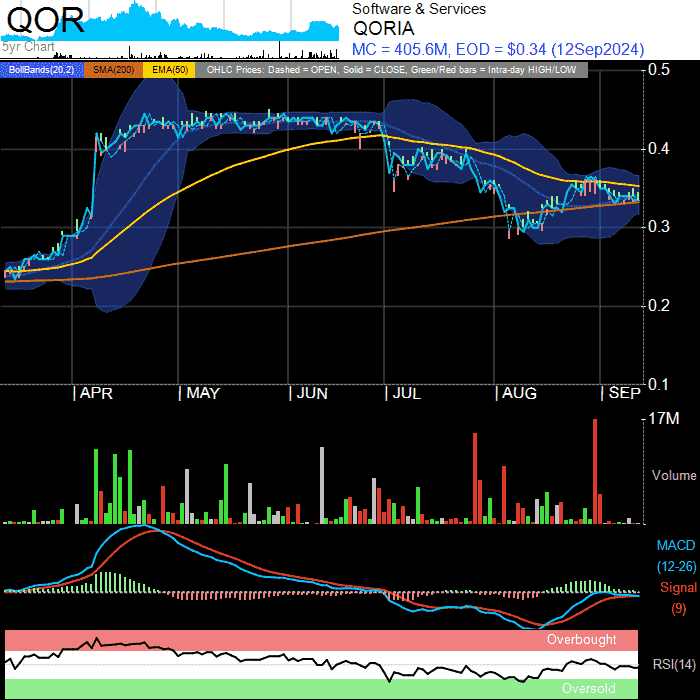 QOR
5yr Chart
Software & Services
QORIA
MC = 405.6M, EOD = $0.34 (12Sep2024)
BollBands(20,2) SMA(200) EMA(50) OHLC Prices: Dashed = OPEN, Solid = CLOSE, Green/Red bars = Intra-day HIGH/LOW
0.5
0.4
0.3
0.2
0.1
APR MAY JUN JUL AUG SEP
17M
Volume
MACD
(12-26)
Signal
(9)
Overbought
RSI(14)
Oversold